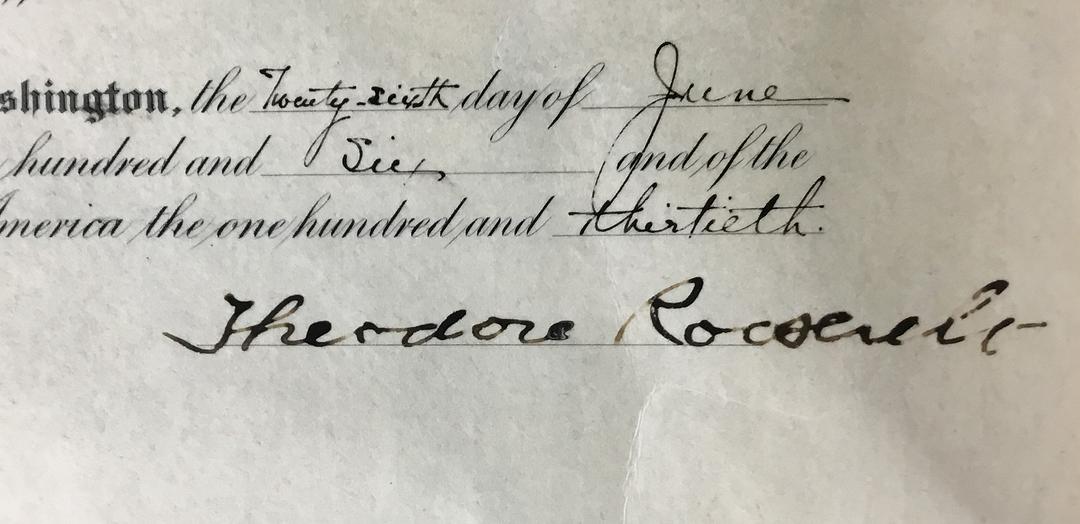 shington, the Twenty-sixth day of June
hundred and Six, and of the
merica the one hundred and thirtieth.
Theodore Roosevelt